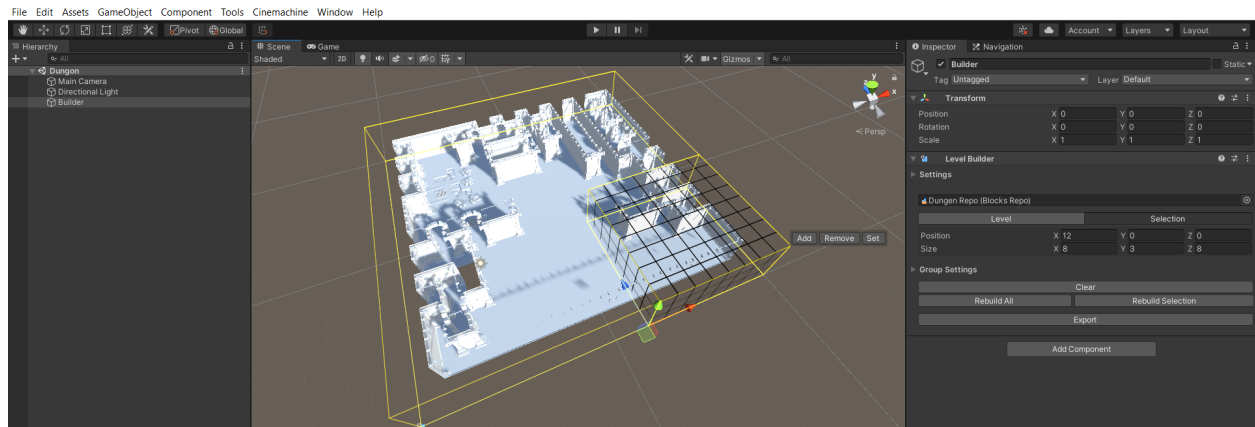 File Edit Assets GameObject Component Tools Cinemachine Window Help
Pivot Global Account Layers Layout
Hierarchy
All
Dungon
Main Camera
Directional Light
Builder
Scene Game
Shaded 2D 0 Gizmos All
y
z x
Persp
Add Remove Set
Inspector Navigation
Builder Static
Tag Untagged Layer Default
Transform
Position X 0 Y 0 Z 0
Rotation X 0 Y 0 Z 0
Scale X 1 Y 1 Z 1
Level Builder
Settings
Dungen Repo (Blocks Repo)
Level Selection
Position X 12 Y 0 Z 0
Size X 8 Y 3 Z 8
Group Settings
Clear
Rebuild All Rebuild Selection
Export
Add Component